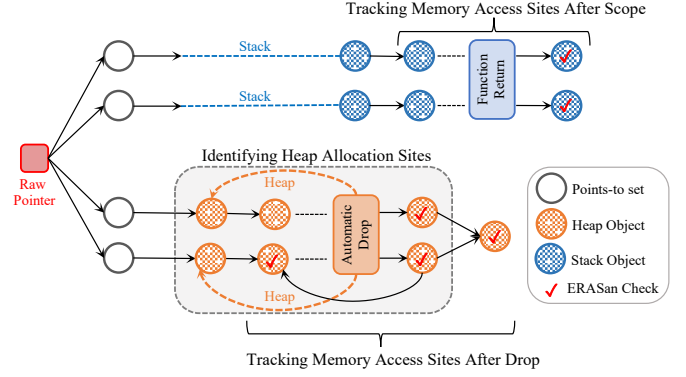 Tracking Memory Access Sites After Scope
Stack
Stack
Function
Return
Raw
Pointer
Identifying Heap Allocation Sites
Heap
Automatic
Drop
Heap
Tracking Memory Access Sites After Drop
Points-to set
Heap Object
Stack Object
ERASan Check